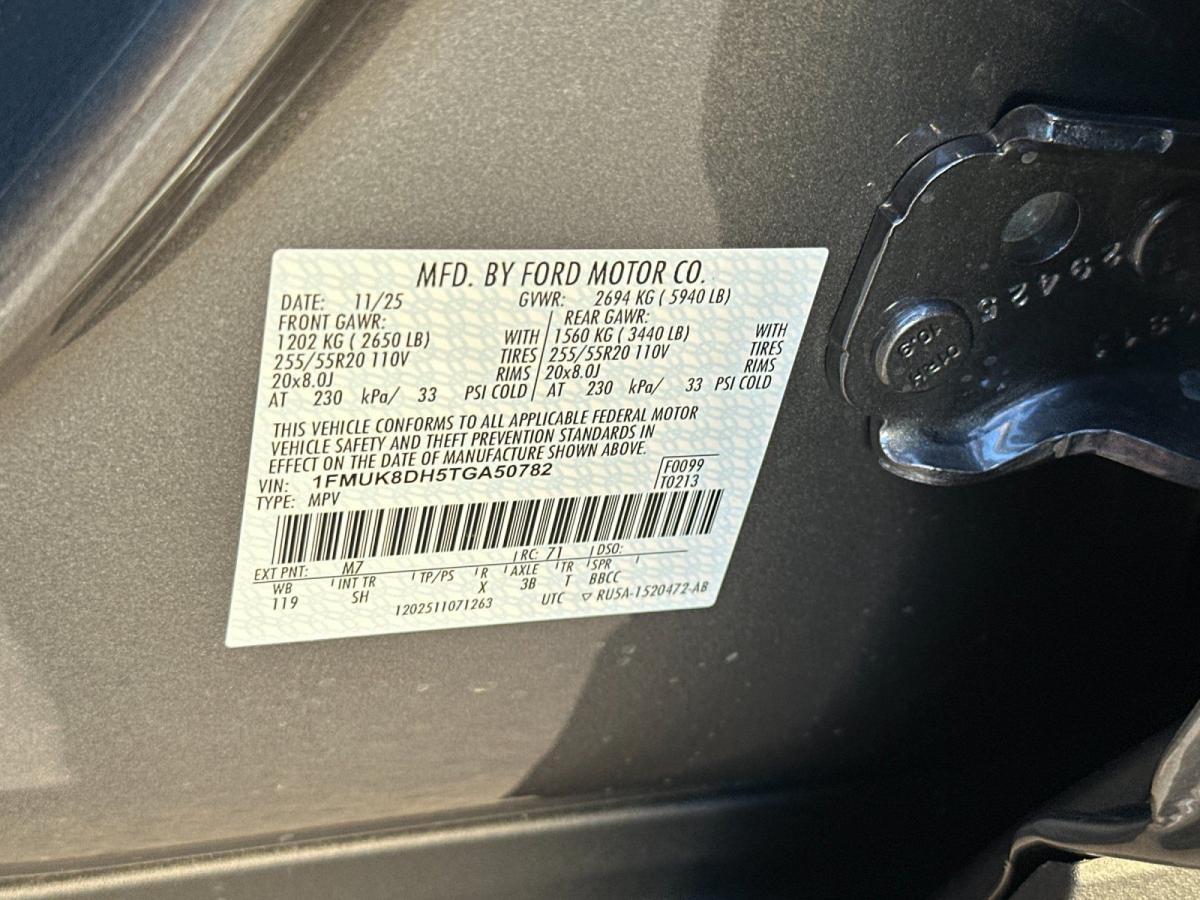 MFD. BY FORD MOTOR CO.
DATE: 11/25 GVWR: 2694 KG ( 5940 LB)
FRONT GAWR: REAR GAWR:
1202 KG ( 2650 LB) WITH 1560 KG ( 3440 LB) WITH
255/55R20 110V TIRES 255/55R20 110V TIRES
20x8.0J RIMS 20x8.0J RIMS
AT 230 kPa/ 33 PSI COLD AT 230 kPa/ 33 PSI COLD
THIS VEHICLE CONFORMS TO ALL APPLICABLE FEDERAL MOTOR
VEHICLE SAFETY AND THEFT PREVENTION STANDARDS IN
EFFECT ON THE DATE OF MANUFACTURE SHOWN ABOVE.
VIN: 1FMUK8DH5TGA50782 F0099
TYPE: MPV T0213
EXT PNT: M7 RC: 71 DSO:
WB INT TR TP/PS R AXLE TR SPR
119 SH X 3B T BBCC
1202511071263 UTC ▽ RU5A-1520472-AB
29425
10.9